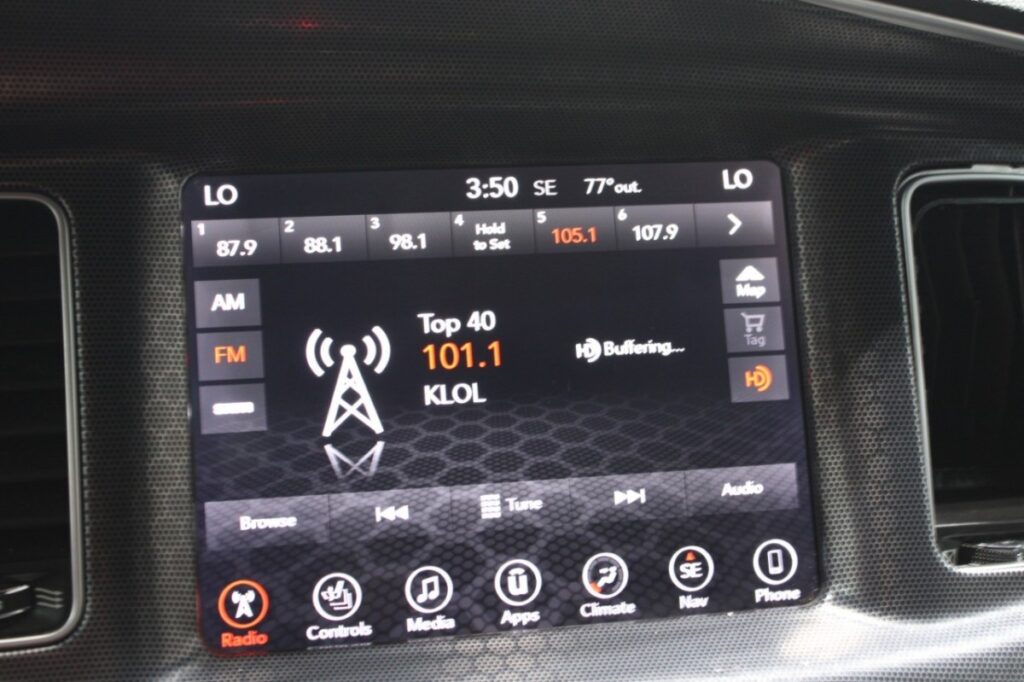 LO 3:50 SE 77° out. LO
1 87.9 2 88.1 3 98.1 4 Hold to Set 5 105.1 6 107.9
AM
FM
Top 40
101.1
KLOL
HD Buffering...
Map
Tag
HD
Browse Tune Audio
SE
Radio Controls Media Apps Climate Nav Phone